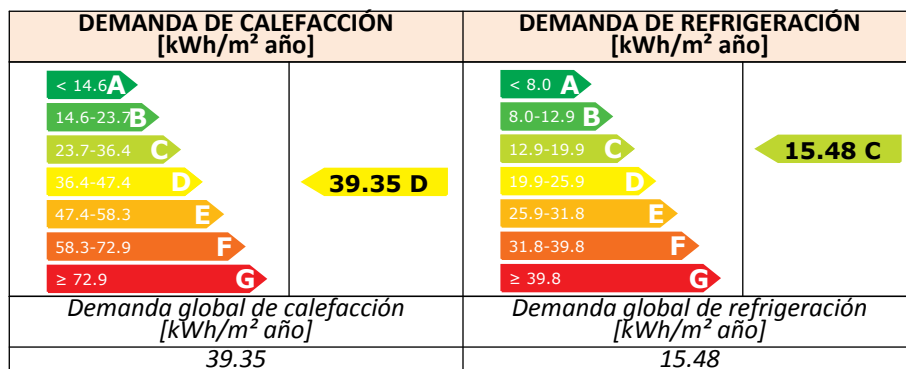 DEMANDA DE CALEFACCIÓN
[kWh/m² año]
< 14.6 A
14.6-23.7 B
23.7-36.4 C
36.4-47.4 D
47.4-58.3 E
58.3-72.9 F
≥ 72.9 G
39.35 D
Demanda global de calefacción
[kWh/m² año]
39.35
DEMANDA DE REFRIGERACIÓN
[kWh/m² año]
< 8.0 A
8.0-12.9 B
12.9-19.9 C
19.9-25.9 D
25.9-31.8 E
31.8-39.8 F
≥ 39.8 G
15.48 C
Demanda global de refrigeración
[kWh/m² año]
15.48